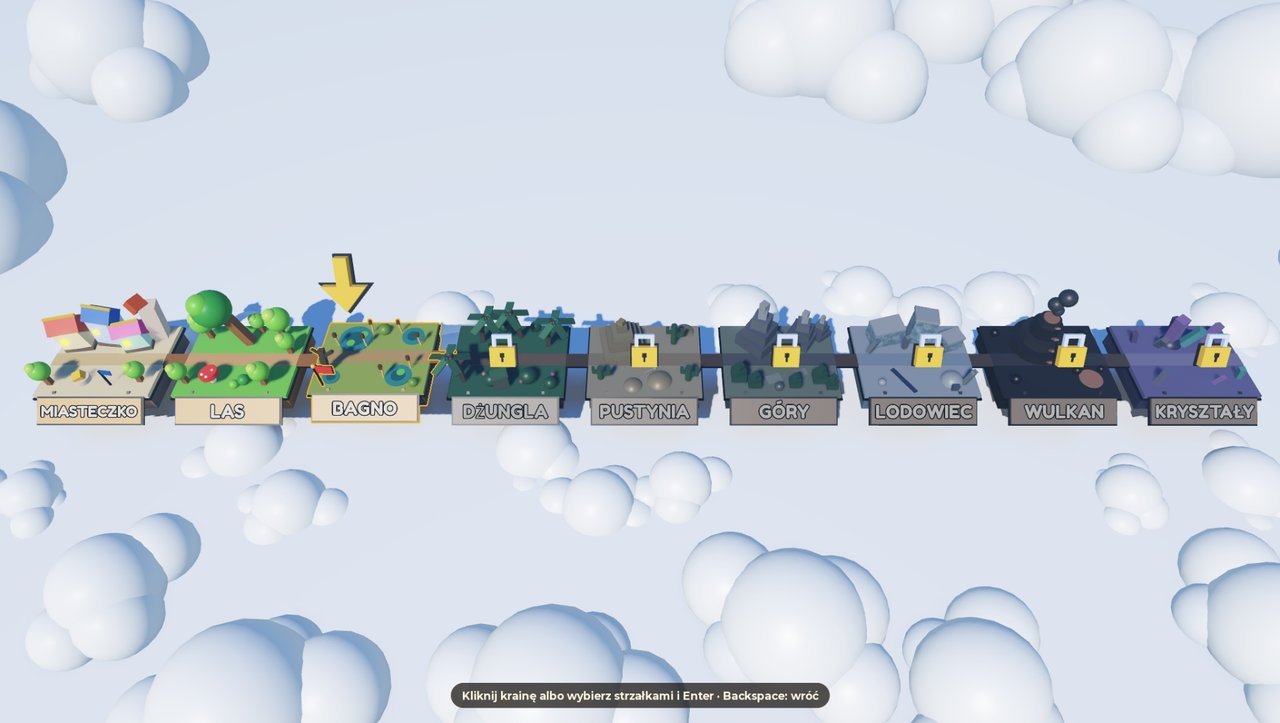 MIASTECZKO
LAS
BAGNO
DŻUNGLA
PUSTYNIA
GÓRY
LODOWIEC
WULKAN
KRYSZTAŁY
Kliknij krainę albo wybierz strzałkami i Enter · Backspace: wróć